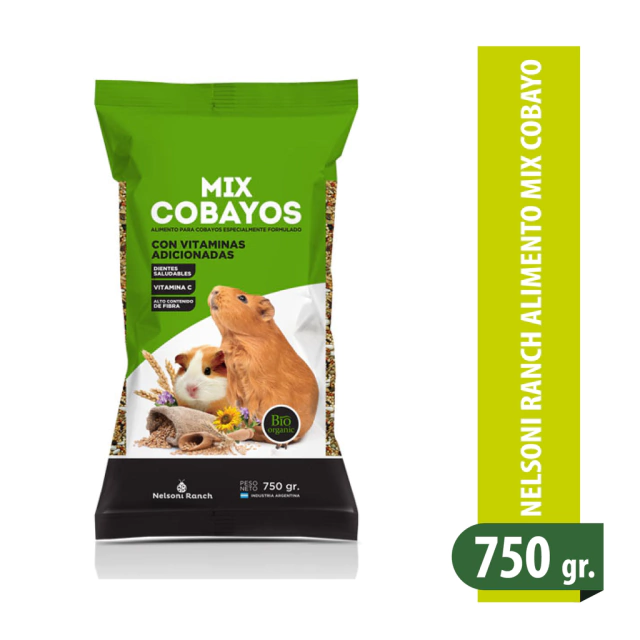 MIX
COBAYOS
ALIMENTO PARA COBAYOS ESPECIALMENTE FORMULADO
CON VITAMINAS
ADICIONADAS
DIENTES
SALUDABLES
VITAMINA C
ALTO CONTENIDO
DE FIBRA
Bio
organic
Nelsoni Ranch
PESO
NETO
750 gr.
INDUSTRIA ARGENTINA
NELSONI RANCH ALIMENTO MIX COBAYO
750 gr.